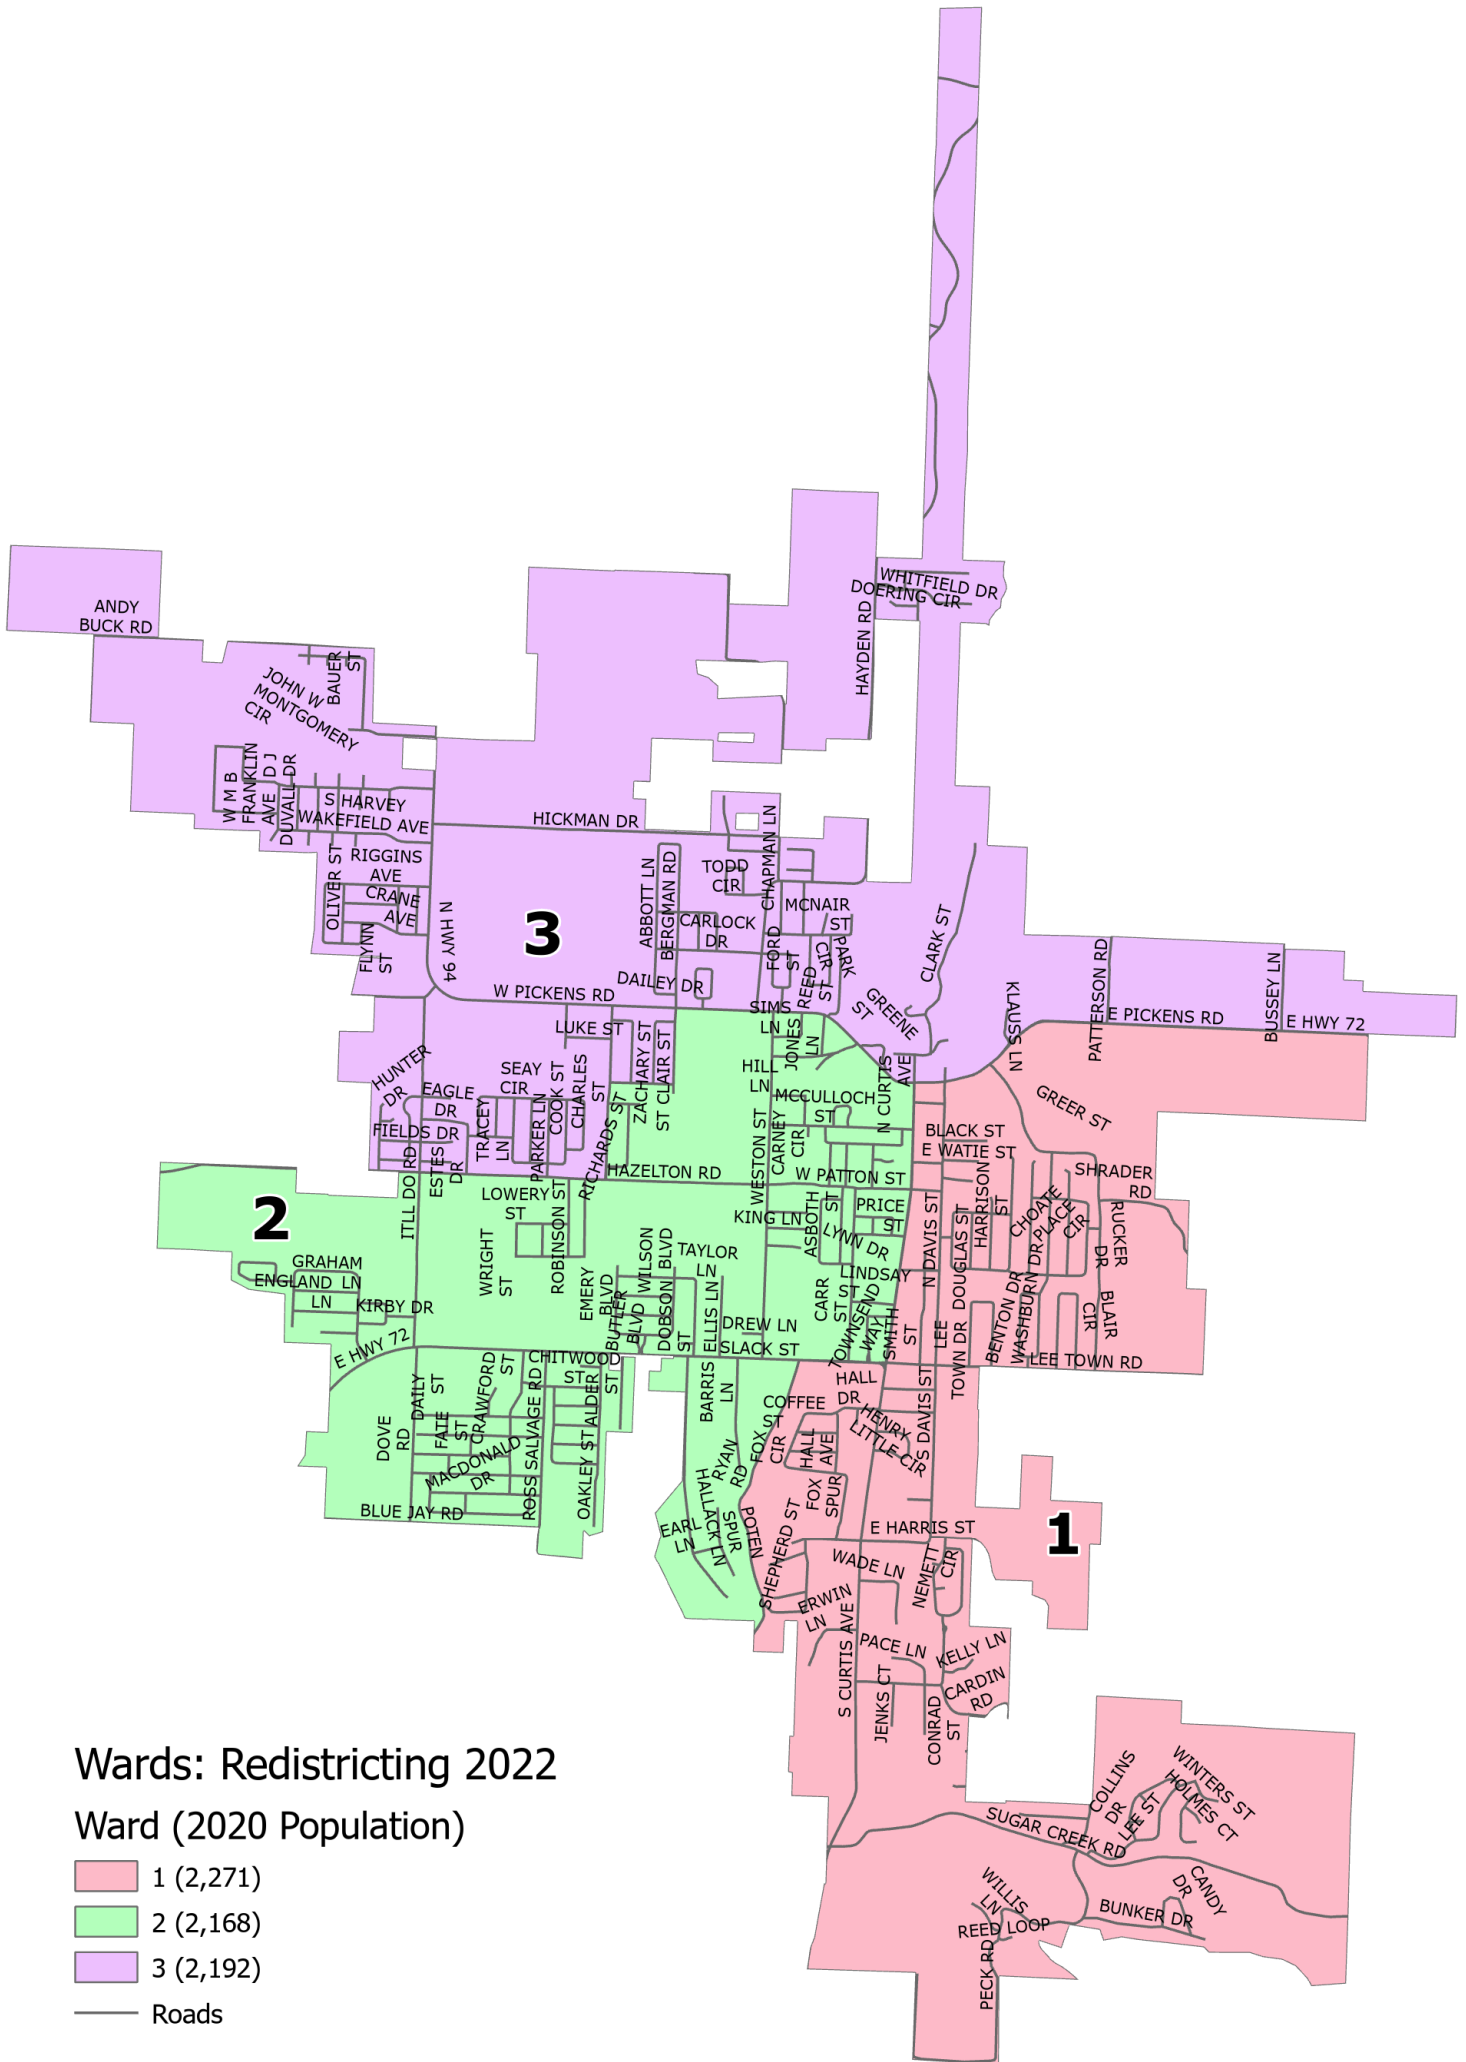 WHITFIELD DR
DOERING CIR
HAYDEN RD
ANDY
BUCK RD
BAUER
ST
JOHN W
MONTGOMERY
CIR
W M B
FRANKLIN
AVE D J
DUVALL DR
S HARVEY
WAKEFIELD AVE
HICKMAN DR
CHAPMAN LN
RIGGINS
AVE
OLIVER ST
CRANE
AVE
FLYNN
ST
N HWY 94
3
ABBOTT LN
BERGMAN RD
TODD
CIR
CARLOCK
DR
MCNAIR
ST
FORD
ST
PARK
CIR
REED
ST
CLARK ST
GREENE
ST
DAILEY DR
W PICKENS RD
SIMS
LN
JONES
LN
KLAUSS LN
PATTERSON RD
E PICKENS RD
BUSSEY LN
E HWY 72
LUKE ST
ZACHARY ST
ST CLAIR ST
HUNTER
DR
EAGLE
DR
FIELDS DR
SEAY
CIR
TRACEY
LN
PARKER LN
COOK ST
CHARLES
ST
RICHARDS ST
ESTES
DR
ITILL DO RD
HILL
LN
MCCULLOCH
ST
N CURTIS
AVE
CARNEY
CIR
WESTON ST
W PATTON ST
HAZELTON RD
GREER ST
BLACK ST
E WATIE ST
HARRISON
ST
SHRADER
RD
CHOATE
PLACE
CIR
RUCKER
DR
2
LOWERY
ST
WRIGHT
ST
ROBINSON ST
KING LN
ASBOTH
ST
PRICE
ST
LYNN DR
LINDSAY
ST
N DAVIS ST
DOUGLAS ST
GRAHAM
LN
ENGLAND
LN
KIRBY DR
E HWY 72
EMERY
BLVD
BUTLER
BLVD
WILSON
BLVD
DOBSON
ST
TAYLOR
LN
ELLIS LN
DREW LN
SLACK ST
CARR
ST
TOWNSEND
WAY
SMITH
ST
LEE
TOWN DR
BENTON DR
WASHBURN DR
BLAIR
CIR
LEE TOWN RD
DOVE
RD
DAILY
ST
FATE
ST
CRAWFORD
ST
CHITWOOD
ST
ALDER
ST
ROSS SALVAGE RD
OAKLEY ST
MACDONALD
DR
BLUE JAY RD
BARRIS
LN
RYAN
RD
FOX
CIR
HALLACK LN
SPUR
EARL
LN
POTEN
COFFEE
ST
HALL
DR
HENRY
LITTLE CIR
HALL
AVE
FOX
SPUR
S DAVIS ST
SHEPHERD ST
E HARRIS ST
1
WADE LN
NEMETT
CIR
ERWIN
LN
S CURTIS AVE
PACE LN
KELLY LN
CARDIN
RD
JENKS CT
CONRAD
ST
COLLINS
DR
WINTERS ST
HOLMES CT
LEE ST
SUGAR CREEK RD
WILLIS
LN
REED LOOP
CANDY
DR
BUNKER DR
PECK RD
Wards: Redistricting 2022
Ward (2020 Population)
1 (2,271)
2 (2,168)
3 (2,192)
Roads